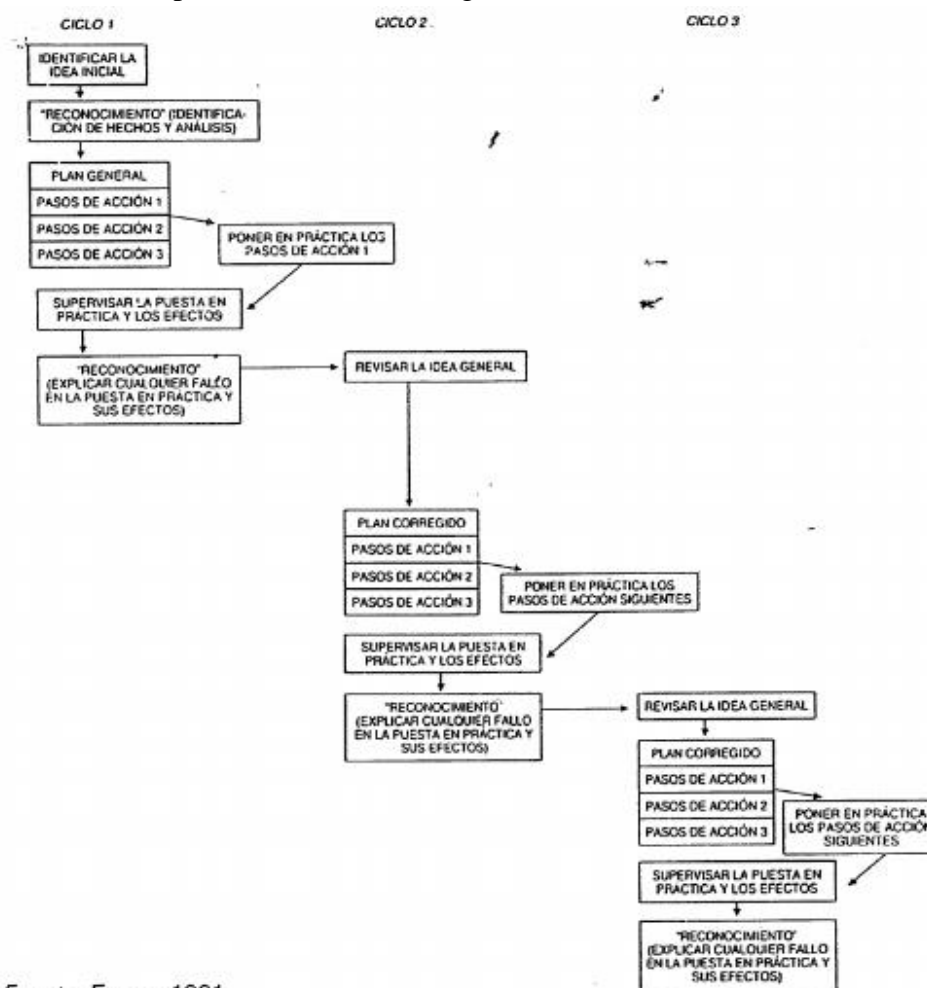 CICLO 1
CICLO 2
CICLO 3
IDENTIFICAR LA
IDEA INICIAL
"RECONOCIMIENTO" (IDENTIFICA-
CIÓN DE HECHOS Y ANÁLISIS)
PLAN GENERAL
PASOS DE ACCIÓN 1
PASOS DE ACCIÓN 2
PASOS DE ACCIÓN 3
PONER EN PRÁCTICA LOS
PASOS DE ACCIÓN 1
SUPERVISAR LA PUESTA EN
PRÁCTICA Y LOS EFECTOS
"RECONOCIMIENTO"
(EXPLICAR CUALQUIER FALLO
EN LA PUESTA EN PRÁCTICA Y
SUS EFECTOS)
REVISAR LA IDEA GENERAL
PLAN CORREGIDO
PASOS DE ACCIÓN 1
PASOS DE ACCIÓN 2
PASOS DE ACCIÓN 3
PONER EN PRÁCTICA LOS
PASOS DE ACCIÓN SIGUIENTES
SUPERVISAR LA PUESTA EN
PRÁCTICA Y LOS EFECTOS
"RECONOCIMIENTO"
(EXPLICAR CUALQUIER FALLO
EN LA PUESTA EN PRÁCTICA Y
SUS EFECTOS)
REVISAR LA IDEA GENERAL
PLAN CORREGIDO
PASOS DE ACCIÓN 1
PASOS DE ACCIÓN 2
PASOS DE ACCIÓN 3
PONER EN PRÁCTICA
LOS PASOS DE ACCIÓN
SIGUIENTES
SUPERVISAR LA PUESTA EN
PRÁCTICA Y LOS EFECTOS
"RECONOCIMIENTO"
(EXPLICAR CUALQUIER FALLO
EN LA PUESTA EN PRÁCTICA Y
SUS EFECTOS)